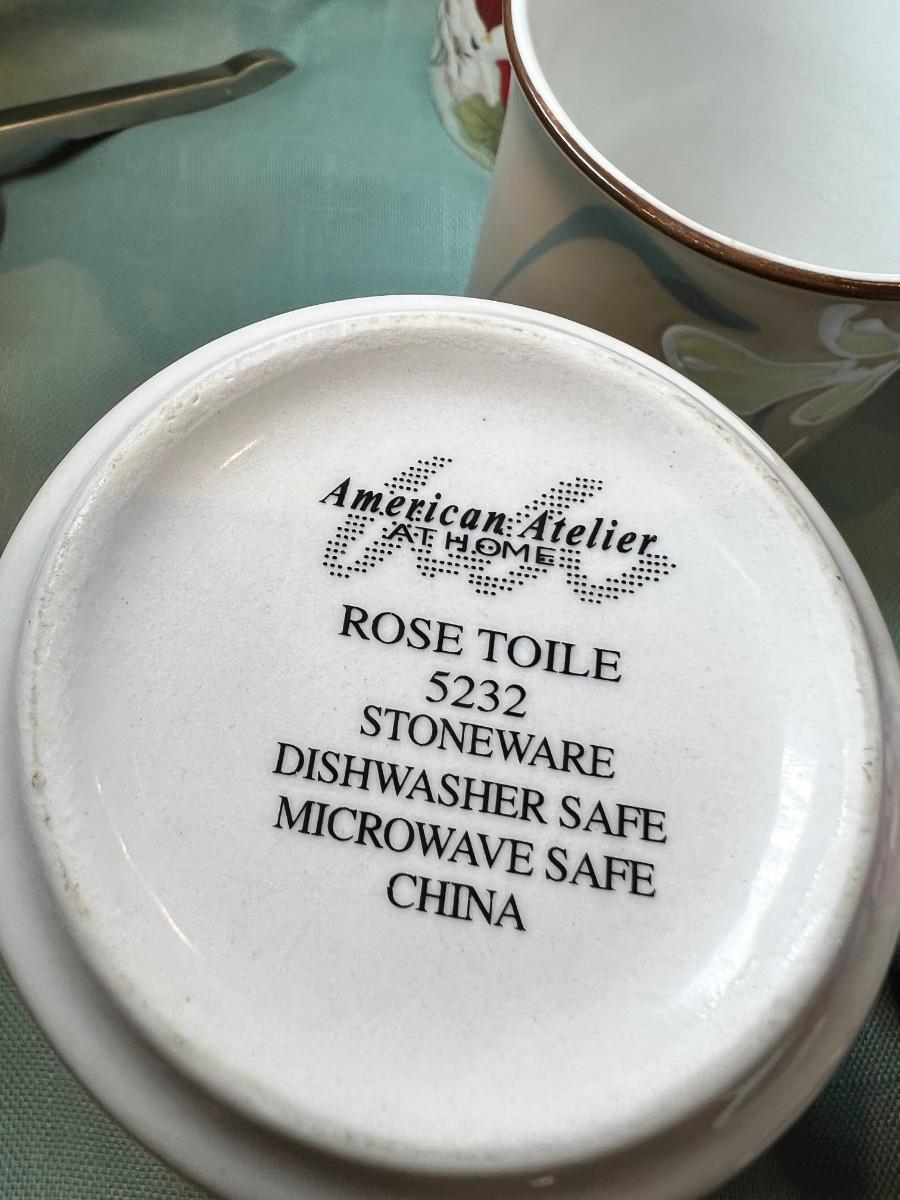 American Atelier
AT HOME
ROSE TOILE
5232
STONEWARE
DISHWASHER SAFE
MICROWAVE SAFE
CHINA